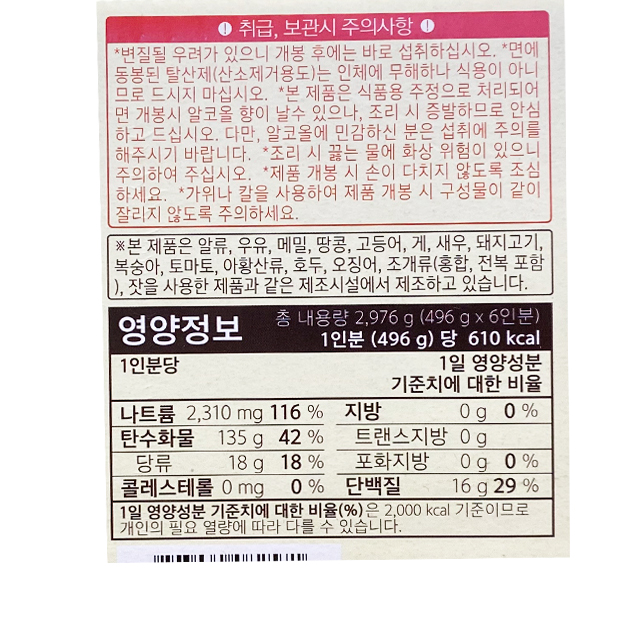 취급, 보관시 주의사항
*변질될 우려가 있으니 개봉 후에는 바로 섭취하십시오. *면에
동봉된 탈산제(산소제거용도)는 인체에 무해하나 식용이 아니
므로 드시지 마십시오. *본 제품은 식품용 주정으로 처리되어
면 개봉시 알코올 향이 날수 있으나, 조리 시 증발하므로 안심
하고 드십시오. 다만, 알코올에 민감하신 분은 섭취에 주의를
해주시기 바랍니다. *조리 시 끓는 물에 화상 위험이 있으니
주의하여 주십시오. *제품 개봉 시 손이 다치지 않도록 조심
하세요. *가위나 칼을 사용하여 제품 개봉 시 구성물이 같이
잘리지 않도록 주의하세요.
※본 제품은 알류, 우유, 메밀, 땅콩, 고등어, 게, 새우, 돼지고기,
복숭아, 토마토, 아황산류, 호두, 오징어, 조개류(홍합, 전복 포함
), 잣을 사용한 제품과 같은 제조시설에서 제조하고 있습니다.
영양정보 총 내용량 2,976 g (496 g x 6인분)
1인분 (496 g) 당 610 kcal
1인분당 1일 영양성분
기준치에 대한 비율
나트륨 2,310 mg 116 % 지방 0 g 0 %
탄수화물 135 g 42 % 트랜스지방 0 g
당류 18 g 18 % 포화지방 0 g 0 %
콜레스테롤 0 mg 0 % 단백질 16 g 29 %
1일 영양성분 기준치에 대한 비율(%)은 2,000 kcal 기준이므로
개인의 필요 열량에 따라 다를 수 있습니다.